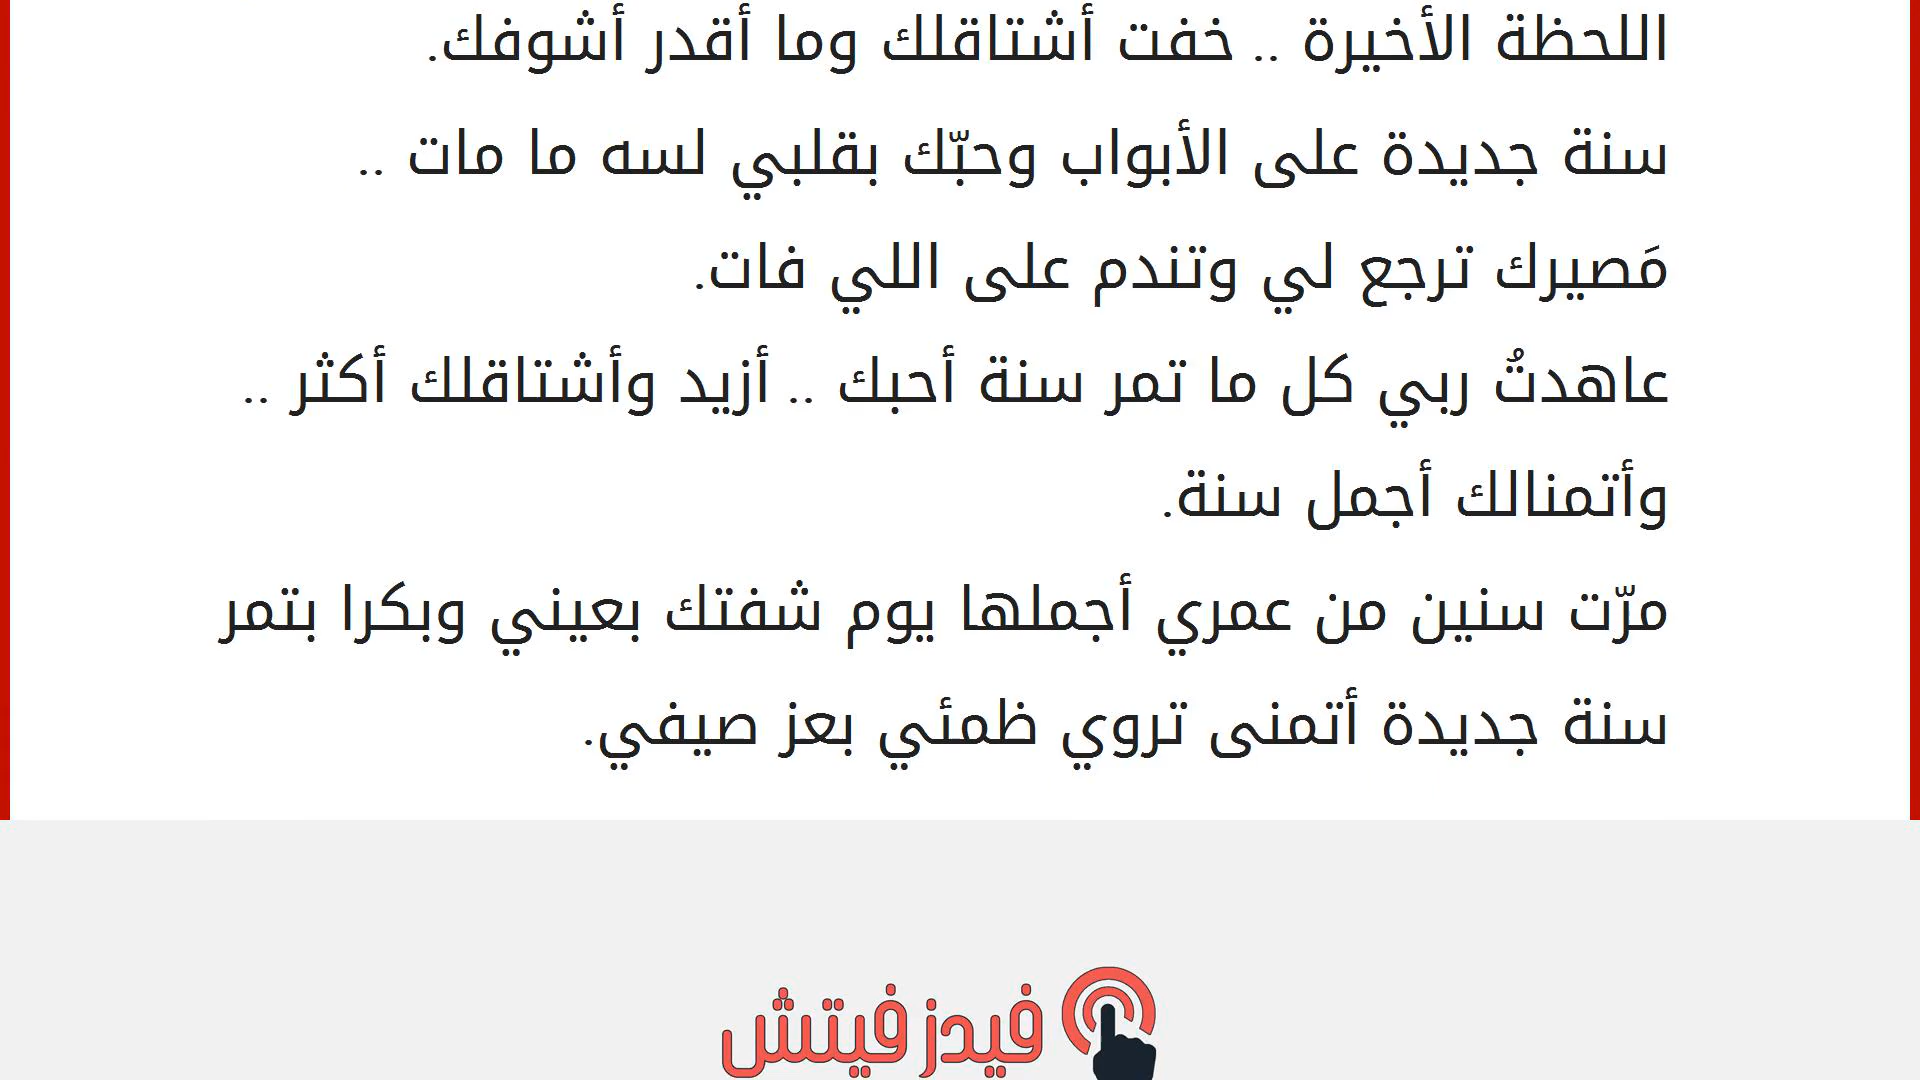 اللحظة الأخيرة .. خفت أشتاقلك وما أقدر أشوفك.
سنة جديدة على الأبواب وحبّك بقلبي لسه ما مات ..
مَصيرك ترجع لي وتندم على اللي فات.
عاهدتُ ربي كل ما تمر سنة أحبك .. أزيد وأشتاقلك أكثر ..
وأتمنالك أجمل سنة.
مرّت سنين من عمري أجملها يوم شفتك بعيني وبكرا بتمر
سنة جديدة أتمنى تروي ظمئي بعز صيفي.
فيدز فيتش